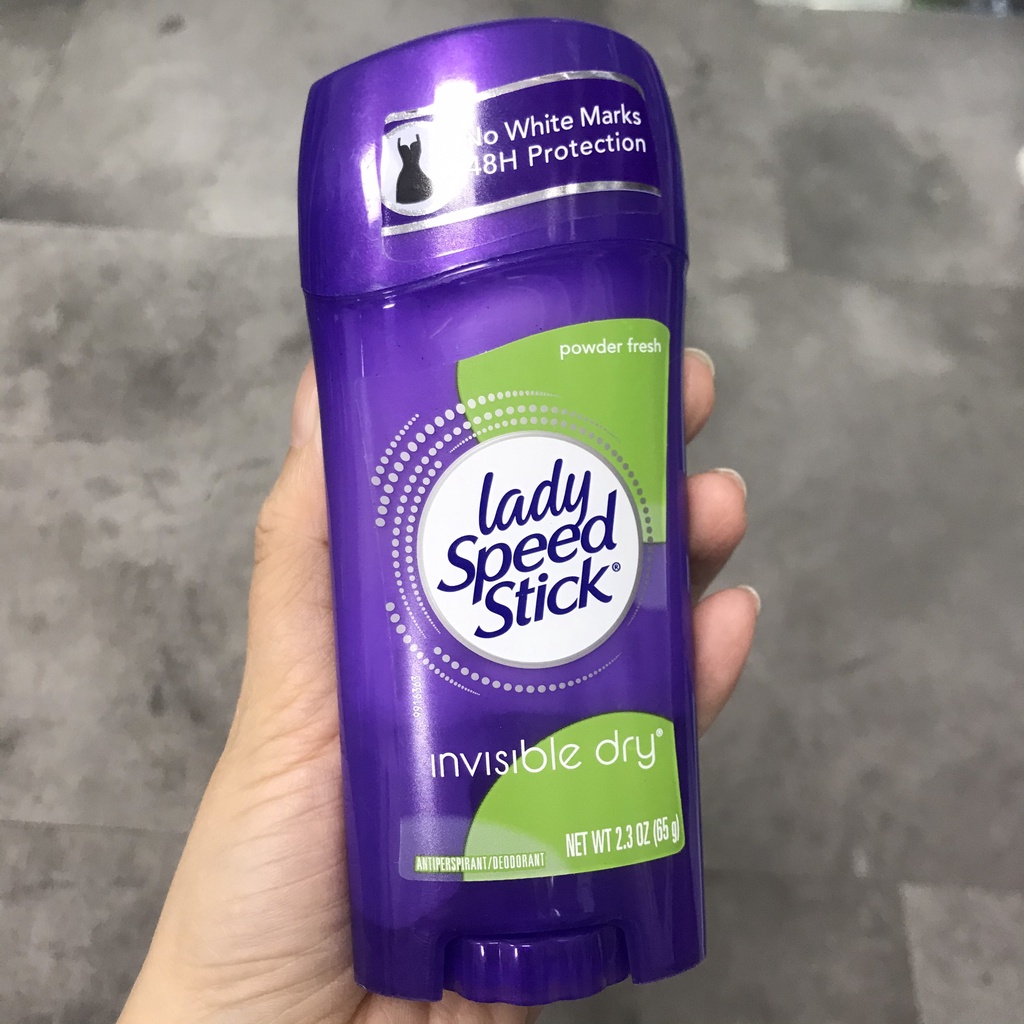 No White Marks
48H Protection
powder fresh
lady
Speed
Stick®
invisible dry®
NET WT 2.3 OZ (65 g)
ANTIPERSPIRANT/DEODORANT